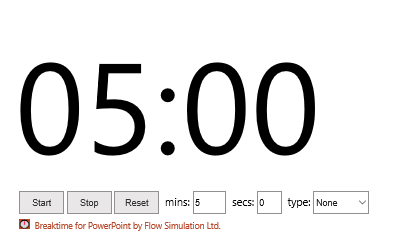 05:00
Start Stop Reset mins: 5 secs: 0 type: None
Breaktime for PowerPoint by Flow Simulation Ltd.